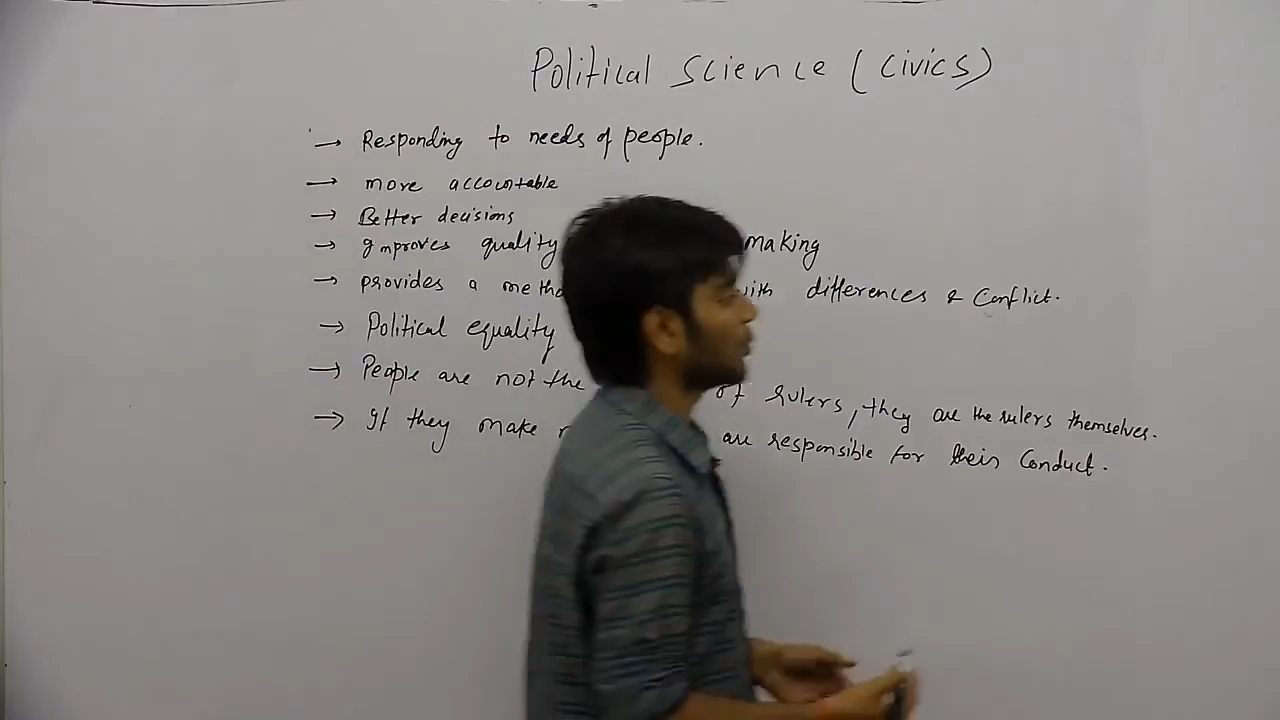 Political Science (Civics)
→ Responding to needs of people.
→ more accountable
→ Better decisions
→ Improves quality making
→ provides a metho with differences & Conflict.
→ Political equality
→ People are not the of rulers, they are the rulers themselves.
→ If they make are responsible for their Conduct.